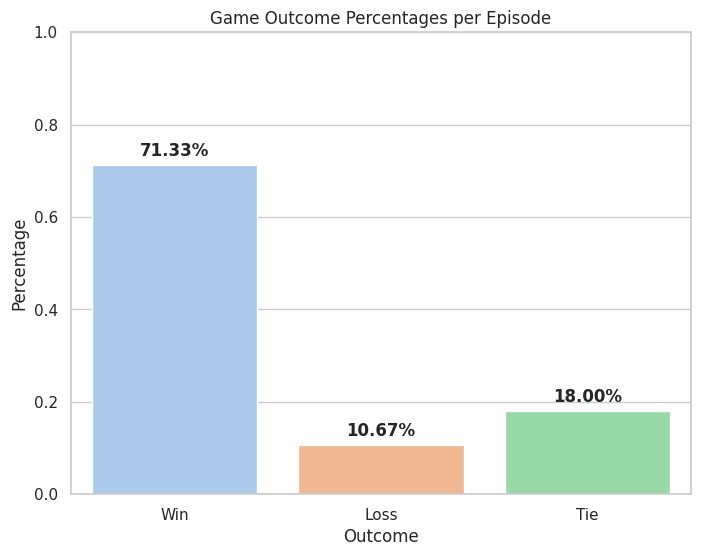 Game Outcome Percentages per Episode
1.0
0.8
0.6
0.4
0.2
0.0
Percentage
71.33%
10.67%
18.00%
Win Loss Tie
Outcome